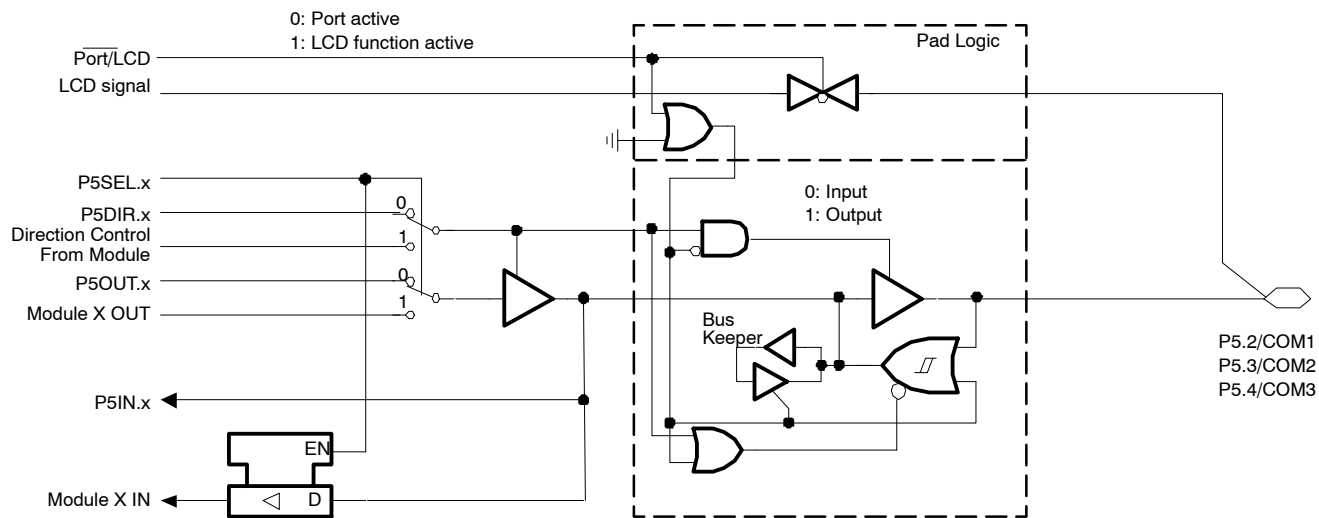 0: Port active
1: LCD function active
Pad Logic
Port/LCD
LCD signal
P5SEL.x
0: Input
1: Output
P5DIR.x
0
Direction Control
From Module
1
P5OUT.x
0
Module X OUT
1
Bus
Keeper
P5.2/COM1
P5.3/COM2
P5.4/COM3
P5IN.x
EN
Module X IN
D